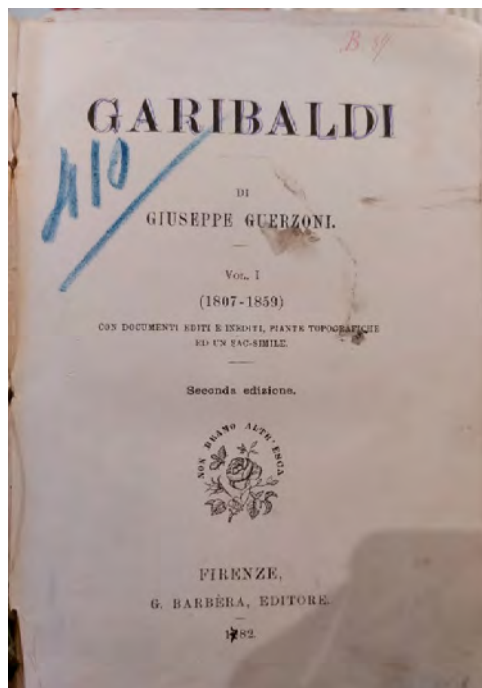 B. 37
GARIBALDI
410
DI
GIUSEPPE GUERZONI.
VOL. I
(1807-1859)
CON DOCUMENTI EDITI E INEDITI, PIANTE TOPOGRAFICHE
ED UN FAC-SIMILE.
Seconda edizione.
NON BRAMO ALTR'ESCA
FIRENZE,
G. BARBÈRA, EDITORE.
1882.